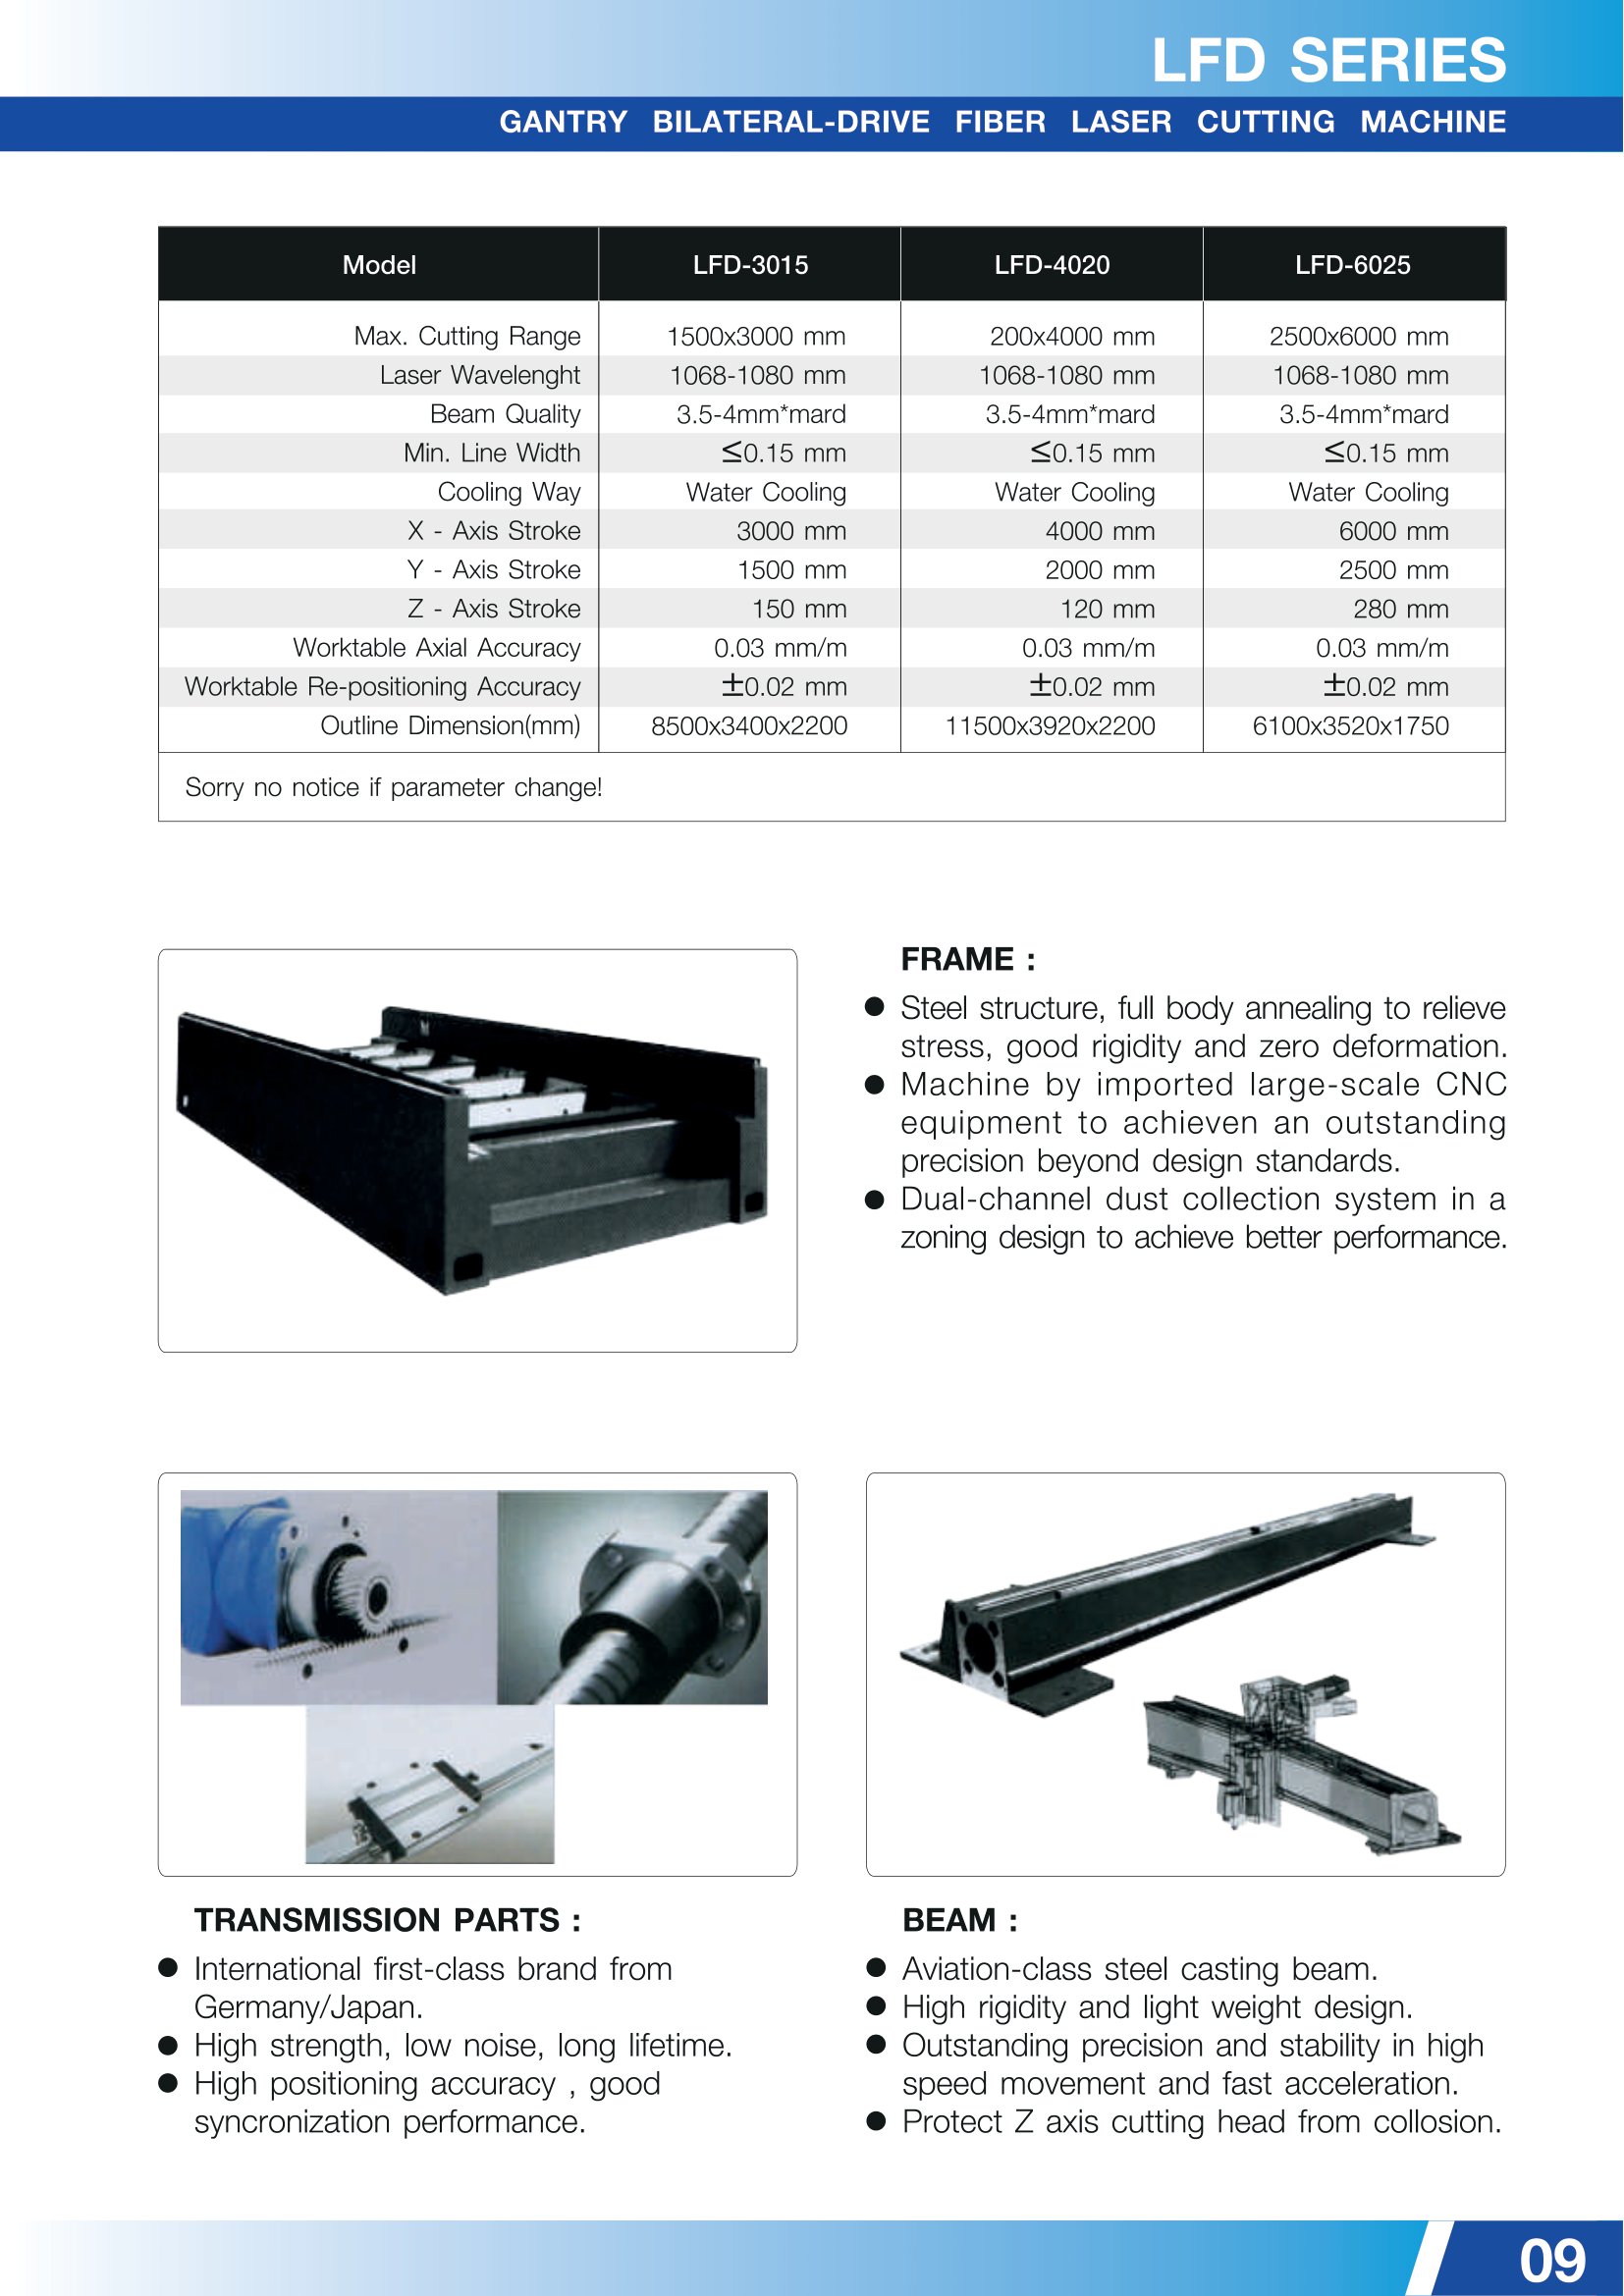 LFD SERIES
GANTRY BILATERAL-DRIVE FIBER LASER CUTTING MACHINE
Model LFD-3015 LFD-4020 LFD-6025
Max. Cutting Range 1500x3000 mm 200x4000 mm 2500x6000 mm
Laser Wavelenght 1068-1080 mm 1068-1080 mm 1068-1080 mm
Beam Quality 3.5-4mm*mard 3.5-4mm*mard 3.5-4mm*mard
Min. Line Width ≤0.15 mm ≤0.15 mm ≤0.15 mm
Cooling Way Water Cooling Water Cooling Water Cooling
X - Axis Stroke 3000 mm 4000 mm 6000 mm
Y - Axis Stroke 1500 mm 2000 mm 2500 mm
Z - Axis Stroke 150 mm 120 mm 280 mm
Worktable Axial Accuracy 0.03 mm/m 0.03 mm/m 0.03 mm/m
Worktable Re-positioning Accuracy ±0.02 mm ±0.02 mm ±0.02 mm
Outline Dimension(mm) 8500x3400x2200 11500x3920x2200 6100x3520x1750
Sorry no notice if parameter change!
FRAME :
● Steel structure, full body annealing to relieve
stress, good rigidity and zero deformation.
● Machine by imported large-scale CNC
equipment to achieven an outstanding
precision beyond design standards.
● Dual-channel dust collection system in a
zoning design to achieve better performance.
TRANSMISSION PARTS :
● International first-class brand from
Germany/Japan.
● High strength, low noise, long lifetime.
● High positioning accuracy , good
syncronization performance.
BEAM :
● Aviation-class steel casting beam.
● High rigidity and light weight design.
● Outstanding precision and stability in high
speed movement and fast acceleration.
● Protect Z axis cutting head from collosion.
09